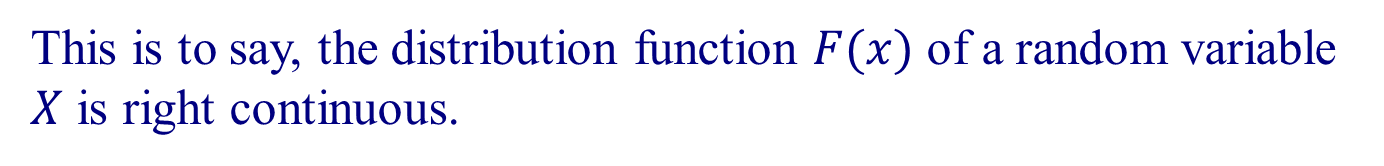 This is to say, the distribution function F(x) of a random variable
X is right continuous.